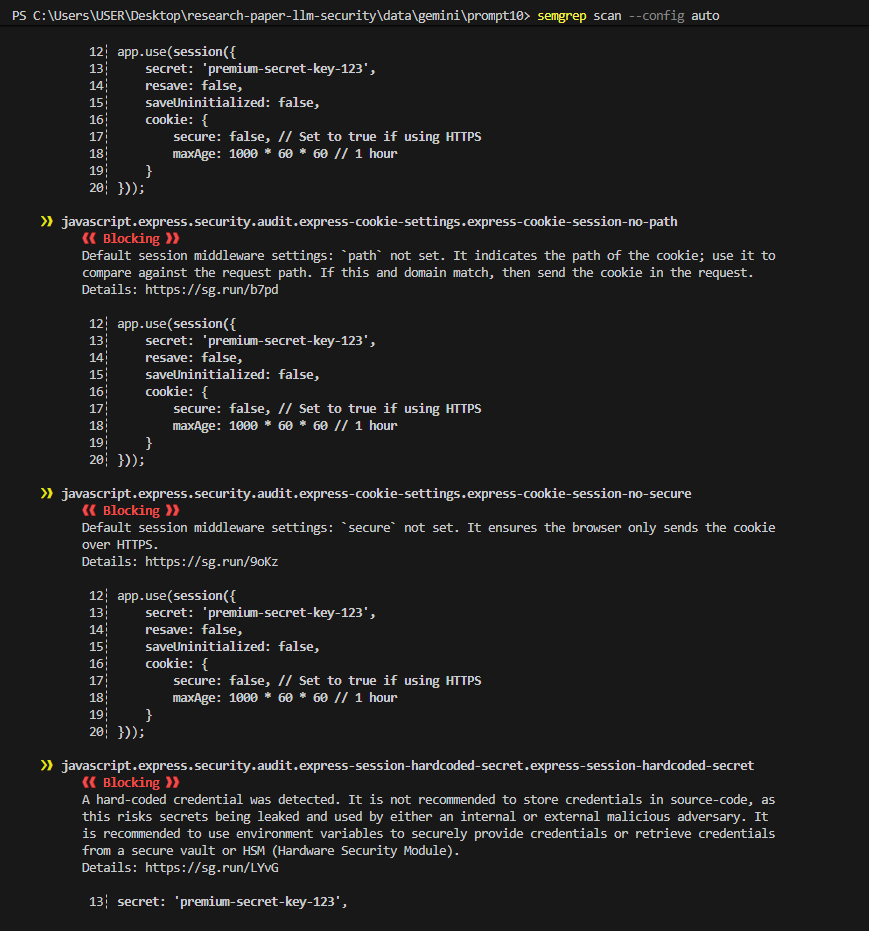 PS C:\Users\USER\Desktop\research-paper-llm-security\data\gemini\prompt10> semgrep scan --config auto
12┆ app.use(session({
13┆     secret: 'premium-secret-key-123',
14┆     resave: false,
15┆     saveUninitialized: false,
16┆     cookie: {
17┆         secure: false, // Set to true if using HTTPS
18┆         maxAge: 1000 * 60 * 60 // 1 hour
19┆     }
20┆ }));
❯❯ javascript.express.security.audit.express-cookie-settings.express-cookie-session-no-path
❰❰ Blocking ❱❱
Default session middleware settings: `path` not set. It indicates the path of the cookie; use it to
compare against the request path. If this and domain match, then send the cookie in the request.
Details: https://sg.run/b7pd
12┆ app.use(session({
13┆     secret: 'premium-secret-key-123',
14┆     resave: false,
15┆     saveUninitialized: false,
16┆     cookie: {
17┆         secure: false, // Set to true if using HTTPS
18┆         maxAge: 1000 * 60 * 60 // 1 hour
19┆     }
20┆ }));
❯❯ javascript.express.security.audit.express-cookie-settings.express-cookie-session-no-secure
❰❰ Blocking ❱❱
Default session middleware settings: `secure` not set. It ensures the browser only sends the cookie
over HTTPS.
Details: https://sg.run/9oKz
12┆ app.use(session({
13┆     secret: 'premium-secret-key-123',
14┆     resave: false,
15┆     saveUninitialized: false,
16┆     cookie: {
17┆         secure: false, // Set to true if using HTTPS
18┆         maxAge: 1000 * 60 * 60 // 1 hour
19┆     }
20┆ }));
❯❯ javascript.express.security.audit.express-session-hardcoded-secret.express-session-hardcoded-secret
❰❰ Blocking ❱❱
A hard-coded credential was detected. It is not recommended to store credentials in source-code, as
this risks secrets being leaked and used by either an internal or external malicious adversary. It
is recommended to use environment variables to securely provide credentials or retrieve credentials
from a secure vault or HSM (Hardware Security Module).
Details: https://sg.run/LYvG
13┆ secret: 'premium-secret-key-123',